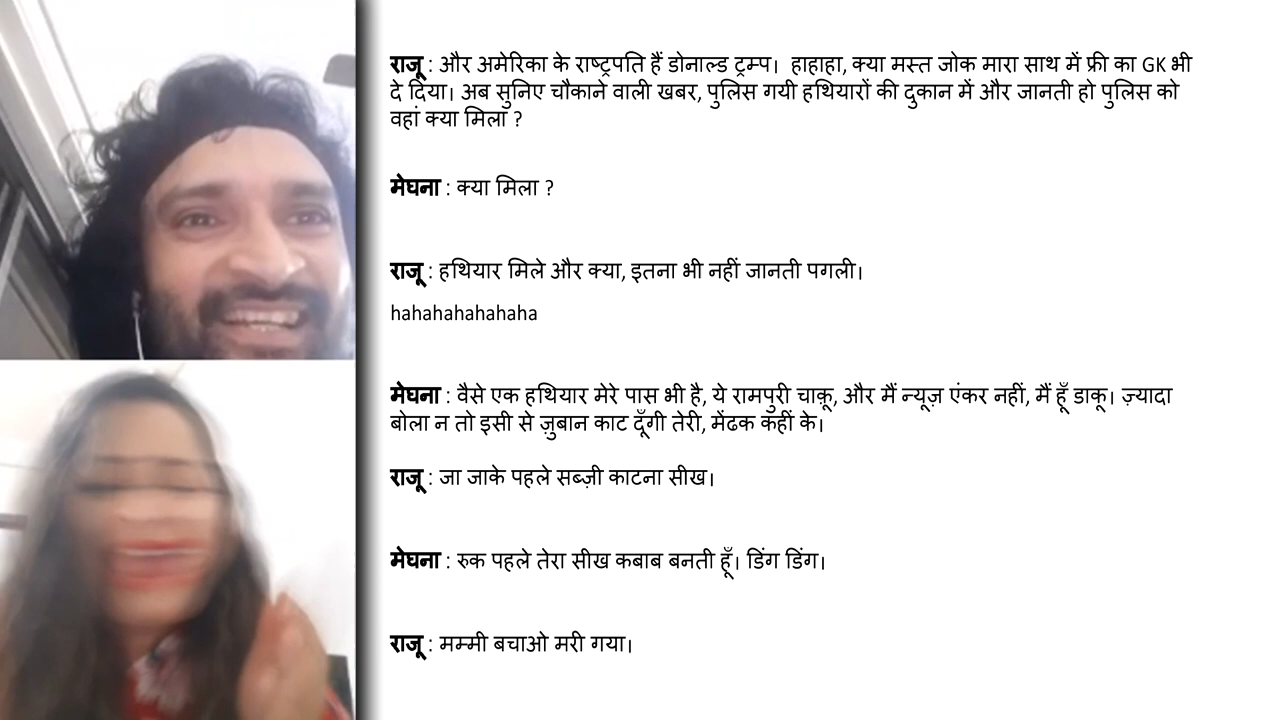 राजू : और अमेरिका के राष्ट्रपति हैं डोनाल्ड ट्रम्प। हाहाहा, क्या मस्त जोक मारा साथ में फ्री का GK भी
दे दिया। अब सुनिए चौकाने वाली खबर, पुलिस गयी हथियारों की दुकान में और जानती हो पुलिस को
वहां क्या मिला ?
मेघना : क्या मिला ?
राजू : हथियार मिले और क्या, इतना भी नहीं जानती पगली।
hahahahahahaha
मेघना : वैसे एक हथियार मेरे पास भी है, ये रामपुरी चाक़ू, और मैं न्यूज़ एंकर नहीं, मैं हूँ डाकू। ज़्यादा
बोला न तो इसी से ज़ुबान काट दूँगी तेरी, मेंढक कहीं के।
राजू : जा जाके पहले सब्ज़ी काटना सीख।
मेघना : रुक पहले तेरा सीख कबाब बनती हूँ। डिंग डिंग।
राजू : मम्मी बचाओ मरी गया।